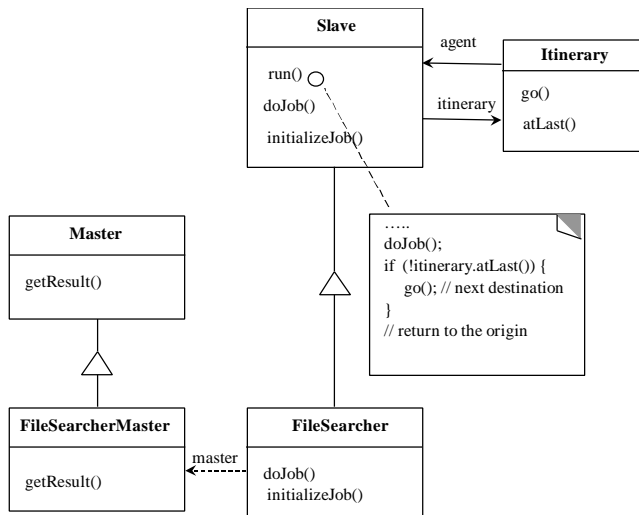 Slave
run()
doJob()
initializeJob()
agent
itinerary
Itinerary
go()
atLast()
…..
doJob();
if (!itinerary.atLast()) {
go(); // next destination
}
// return to the origin
Master
getResult()
FileSearcherMaster
getResult()
master
FileSearcher
doJob()
initializeJob()